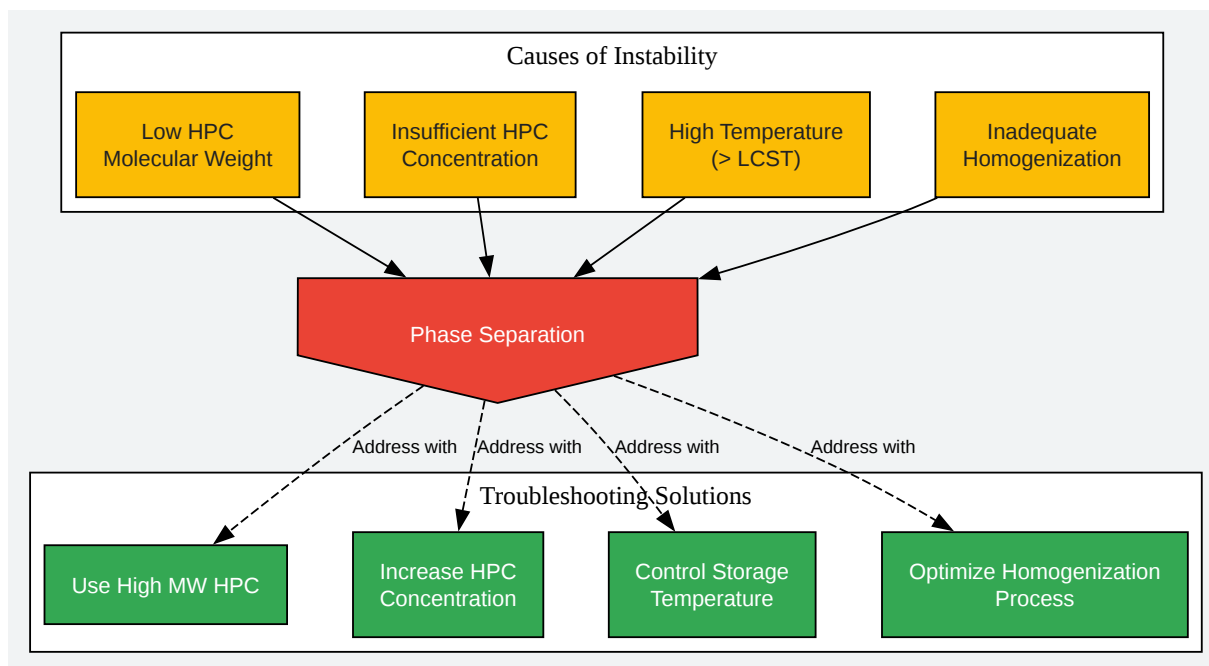 Causes of Instability
Low HPC
Molecular Weight
Insufficient HPC
Concentration
High Temperature
(> LCST)
Inadequate
Homogenization
Phase Separation
Address with
Address with
Address with
Address with
Troubleshooting Solutions
Use High MW HPC
Increase HPC
Concentration
Control Storage
Temperature
Optimize Homogenization
Process